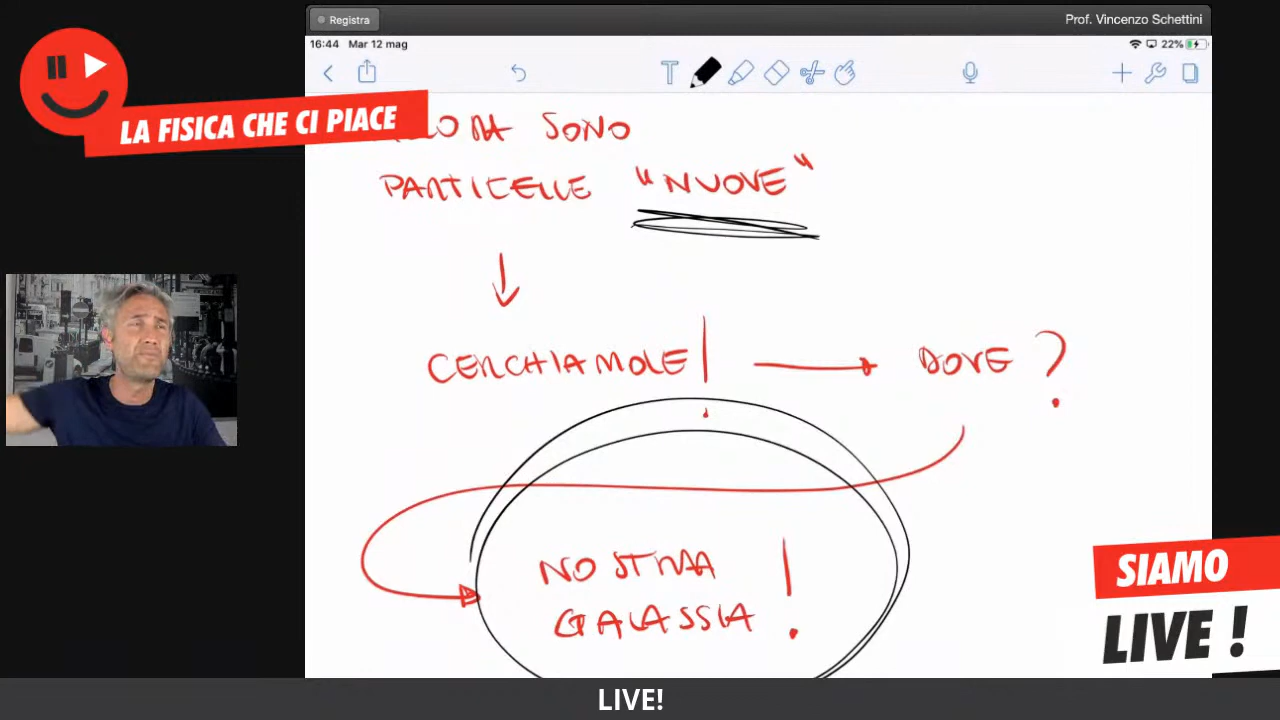 Registra
Prof. Vincenzo Schettini
16:44 Mar 12 mag
22%
LA FISICA CHE CI PIACE
SONO
PARTICELLE "NUOVE"
CERCHIAMOLE! DOVE?
NOSTRA
GALASSIA!
SIAMO
LIVE!
LIVE!